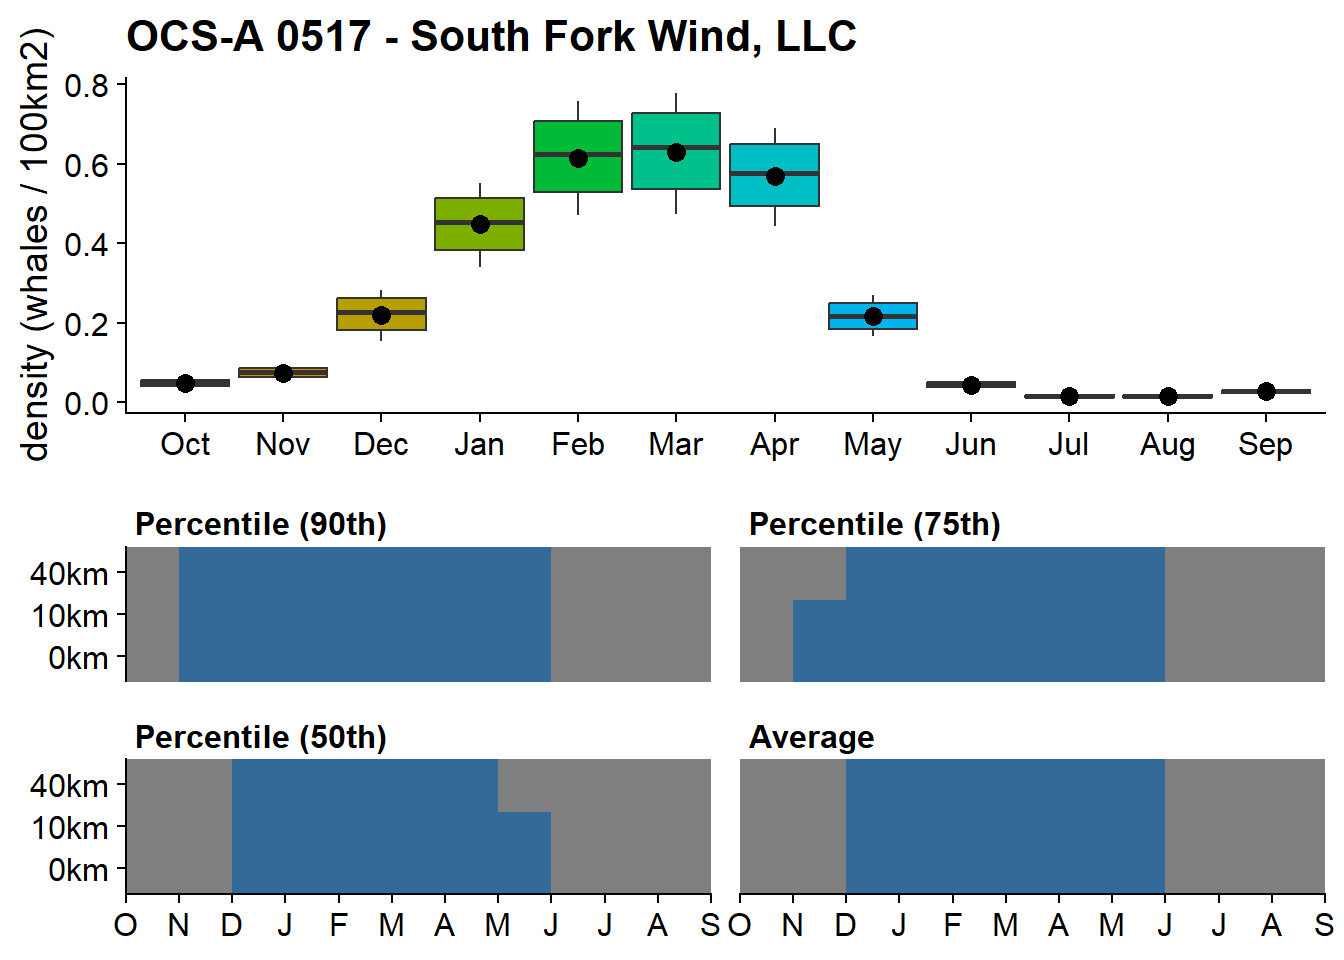 OCS-A 0517 - South Fork Wind, LLC
density (whales / 100km2)
0.8
0.6
0.4
0.2
0.0
Oct Nov Dec Jan Feb Mar Apr May Jun Jul Aug Sep
Percentile (90th) Percentile (75th)
40km
10km
0km
Percentile (50th) Average
40km
10km
0km
O N D J F M A M J J A S O N D J F M A M J J A S